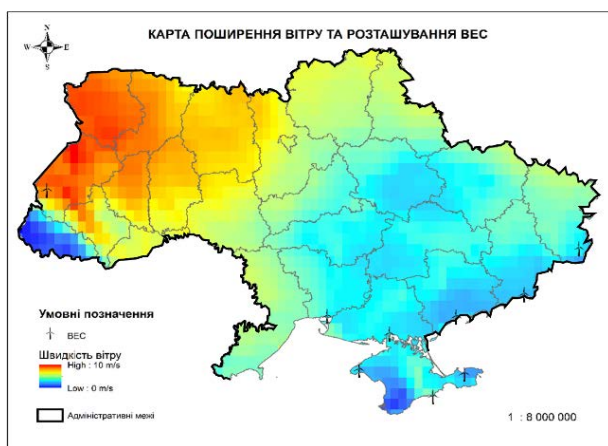 КАРТА ПОШИРЕННЯ ВІТРУ ТА РОЗТАШУВАННЯ ВЕС
N
W E
S
Умовні позначення
ВЕС
Швидкість вітру
High : 10 m/s
Low : 0 m/s
Адміністративні межі
1 : 8 000 000